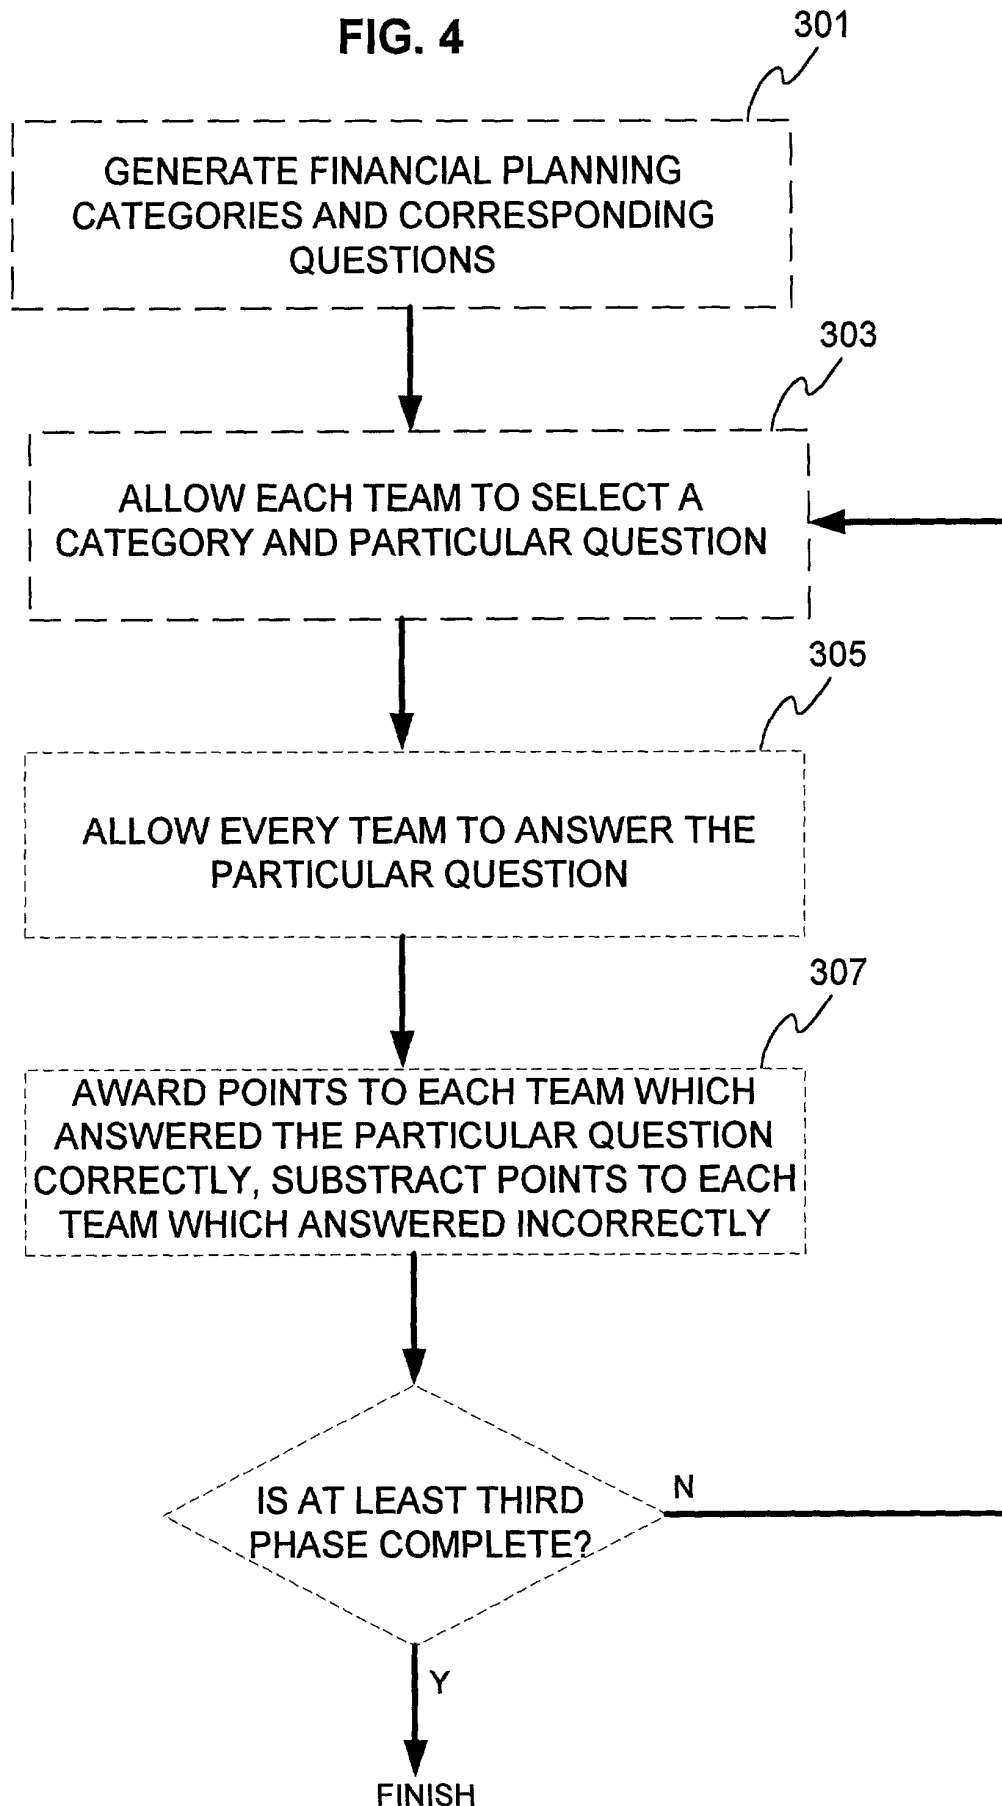 FIG. 4
301
GENERATE FINANCIAL PLANNING
CATEGORIES AND CORRESPONDING
QUESTIONS
303
ALLOW EACH TEAM TO SELECT A
CATEGORY AND PARTICULAR QUESTION
305
ALLOW EVERY TEAM TO ANSWER THE
PARTICULAR QUESTION
307
AWARD POINTS TO EACH TEAM WHICH
ANSWERED THE PARTICULAR QUESTION
CORRECTLY, SUBSTRACT POINTS TO EACH
TEAM WHICH ANSWERED INCORRECTLY
IS AT LEAST THIRD
PHASE COMPLETE?
N
Y
FINISH